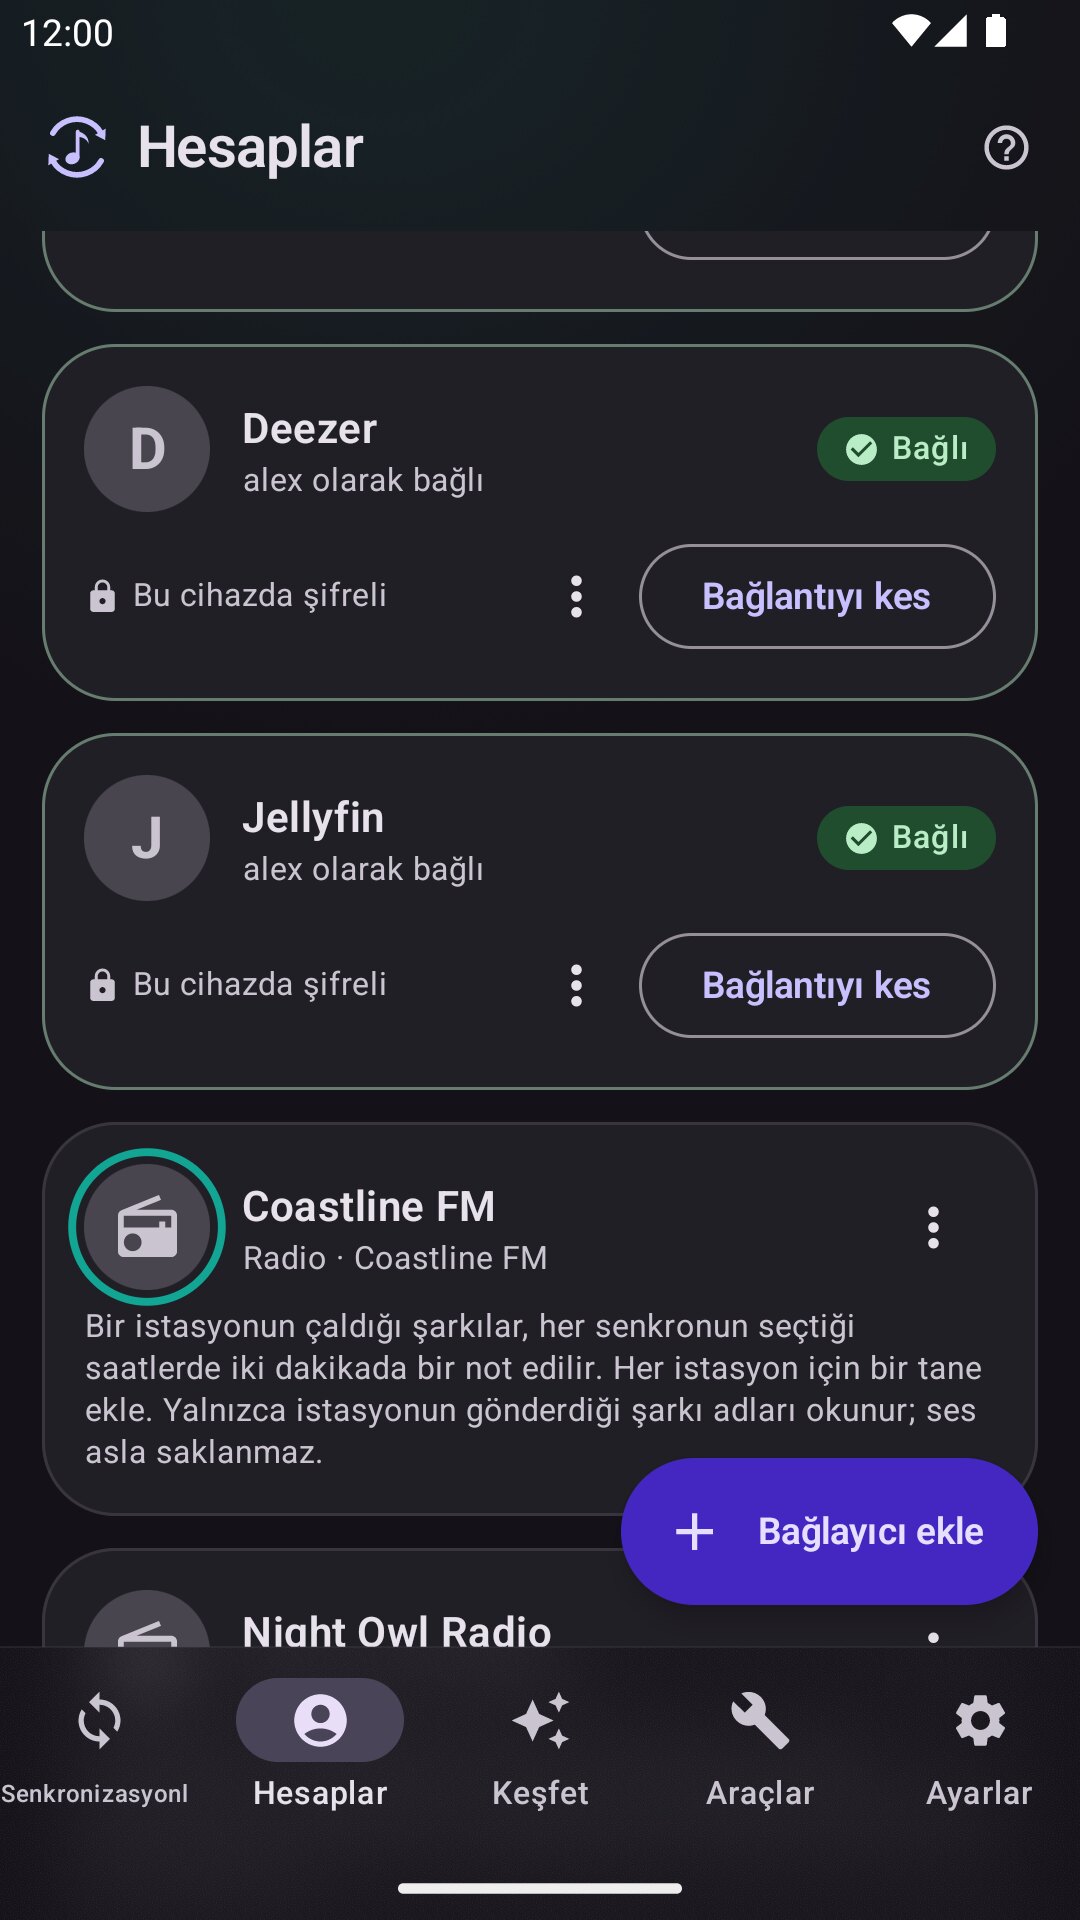 12:00
Hesaplar
D
Deezer
alex olarak bağlı
Bağlı
Bu cihazda şifreli
Bağlantıyı kes
J
Jellyfin
alex olarak bağlı
Bağlı
Bu cihazda şifreli
Bağlantıyı kes
Coastline FM
Radio · Coastline FM
Bir istasyonun çaldığı şarkılar, her senkronun seçtiği
saatlerde iki dakikada bir not edilir. Her istasyon için bir tane
ekle. Yalnızca istasyonun gönderdiği şarkı adları okunur; ses
asla saklanmaz.
Bağlayıcı ekle
Night Owl Radio
Senkronizasyonl
Hesaplar
Keşfet
Araçlar
Ayarlar